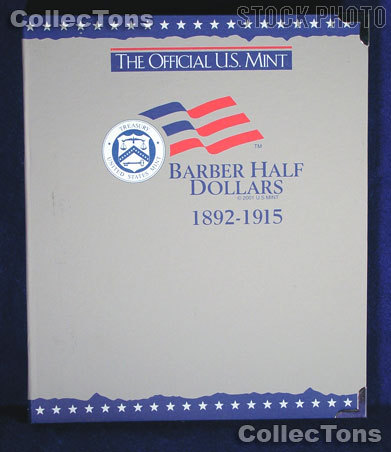 CollecTons
STOCK PHOTO
THE OFFICIAL U.S. MINT
TREASURY
UNITED STATES MINT
TM
BARBER HALF
DOLLARS
© 2001 U.S. MINT
1892-1915
CollecTons
CollecTons